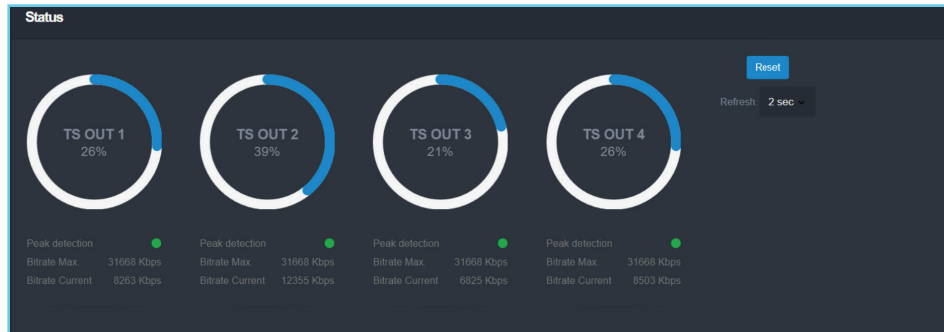 Status
TS OUT 1
26%
Peak detection
Bitrate Max. 31668 Kbps
Bitrate Current 8263 Kbps
TS OUT 2
39%
Peak detection
Bitrate Max 31668 Kbps
Bitrate Current 12355 Kbps
TS OUT 3
21%
Peak detection
Bitrate Max. 31668 Kbps
Bitrate Current 6825 Kbps
TS OUT 4
26%
Peak detection
Bitrate Max. 31668 Kbps
Bitrate Current 8503 Kbps
Reset
Refresh: 2 sec